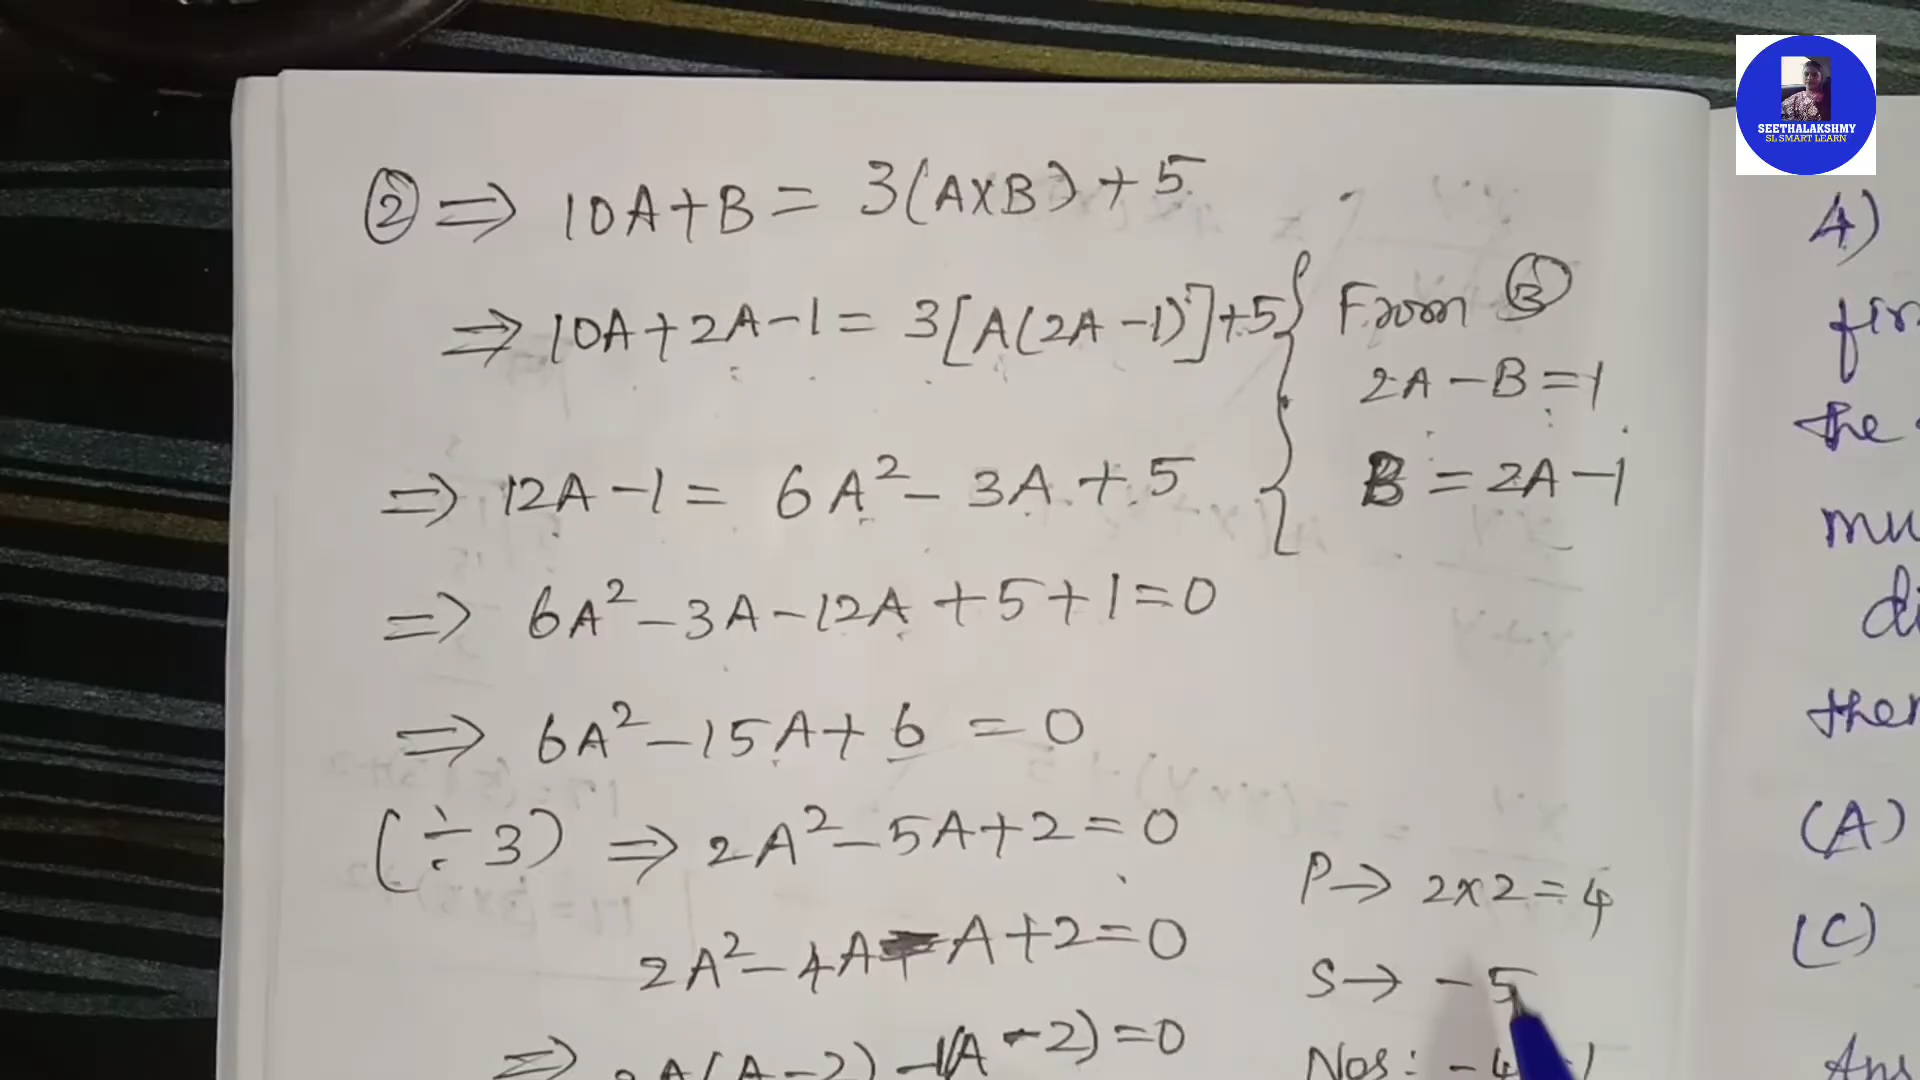 SEETHALAKSHMY
SL SMART LEARN
② ⇒ 10A+B = 3(A×B)+5
⇒ 10A+2A-1 = 3[A(2A-1)]+5
From ③
2A-B=1
B = 2A-1
⇒ 12A-1 = 6A²-3A+5
⇒ 6A²-3A-12A+5+1=0
⇒ 6A²-15A+6=0
(÷3) ⇒ 2A²-5A+2=0
2A²-4A-A+2=0
⇒ 2A(A-2)-1(A-2)=0
P→ 2×2=4
S→ -5
Nos: -4
4)
the
(A)
(C)
Ans